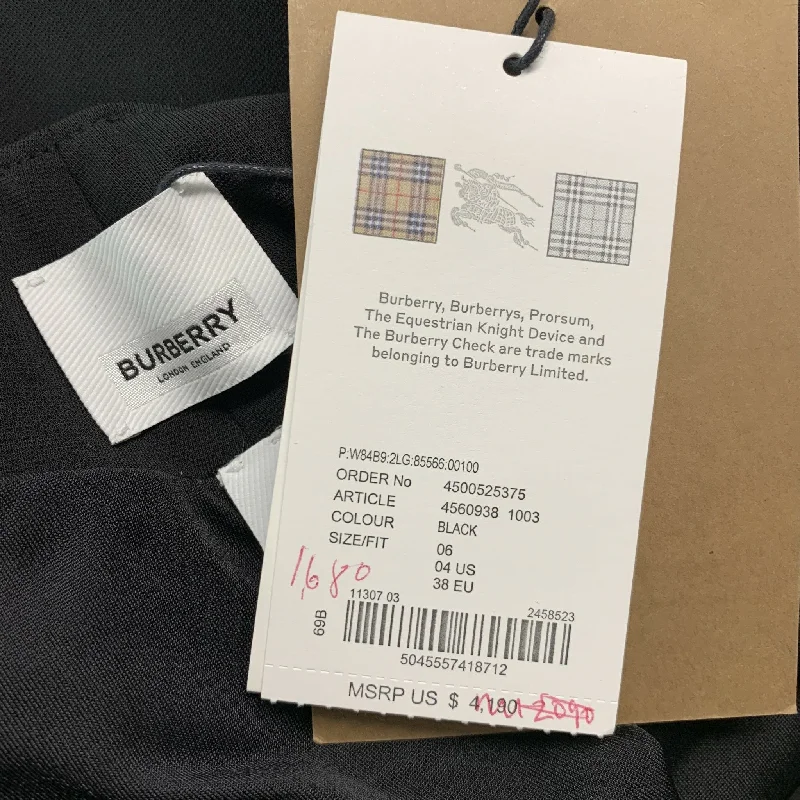 BURBERRY
LONDON ENGLAND
Burberry, Burberrys, Prorsum,
The Equestrian Knight Device and
The Burberry Check are trade marks
belonging to Burberry Limited.
P:W84B9:2LG:85566:00100
ORDER No 4500525375
ARTICLE 4560938 1003
COLOUR BLACK
SIZE/FIT 06
04 US
38 EU
1,680
11307 03 2458523
69B
5045557418712
MSRP US $ 4,190
2090